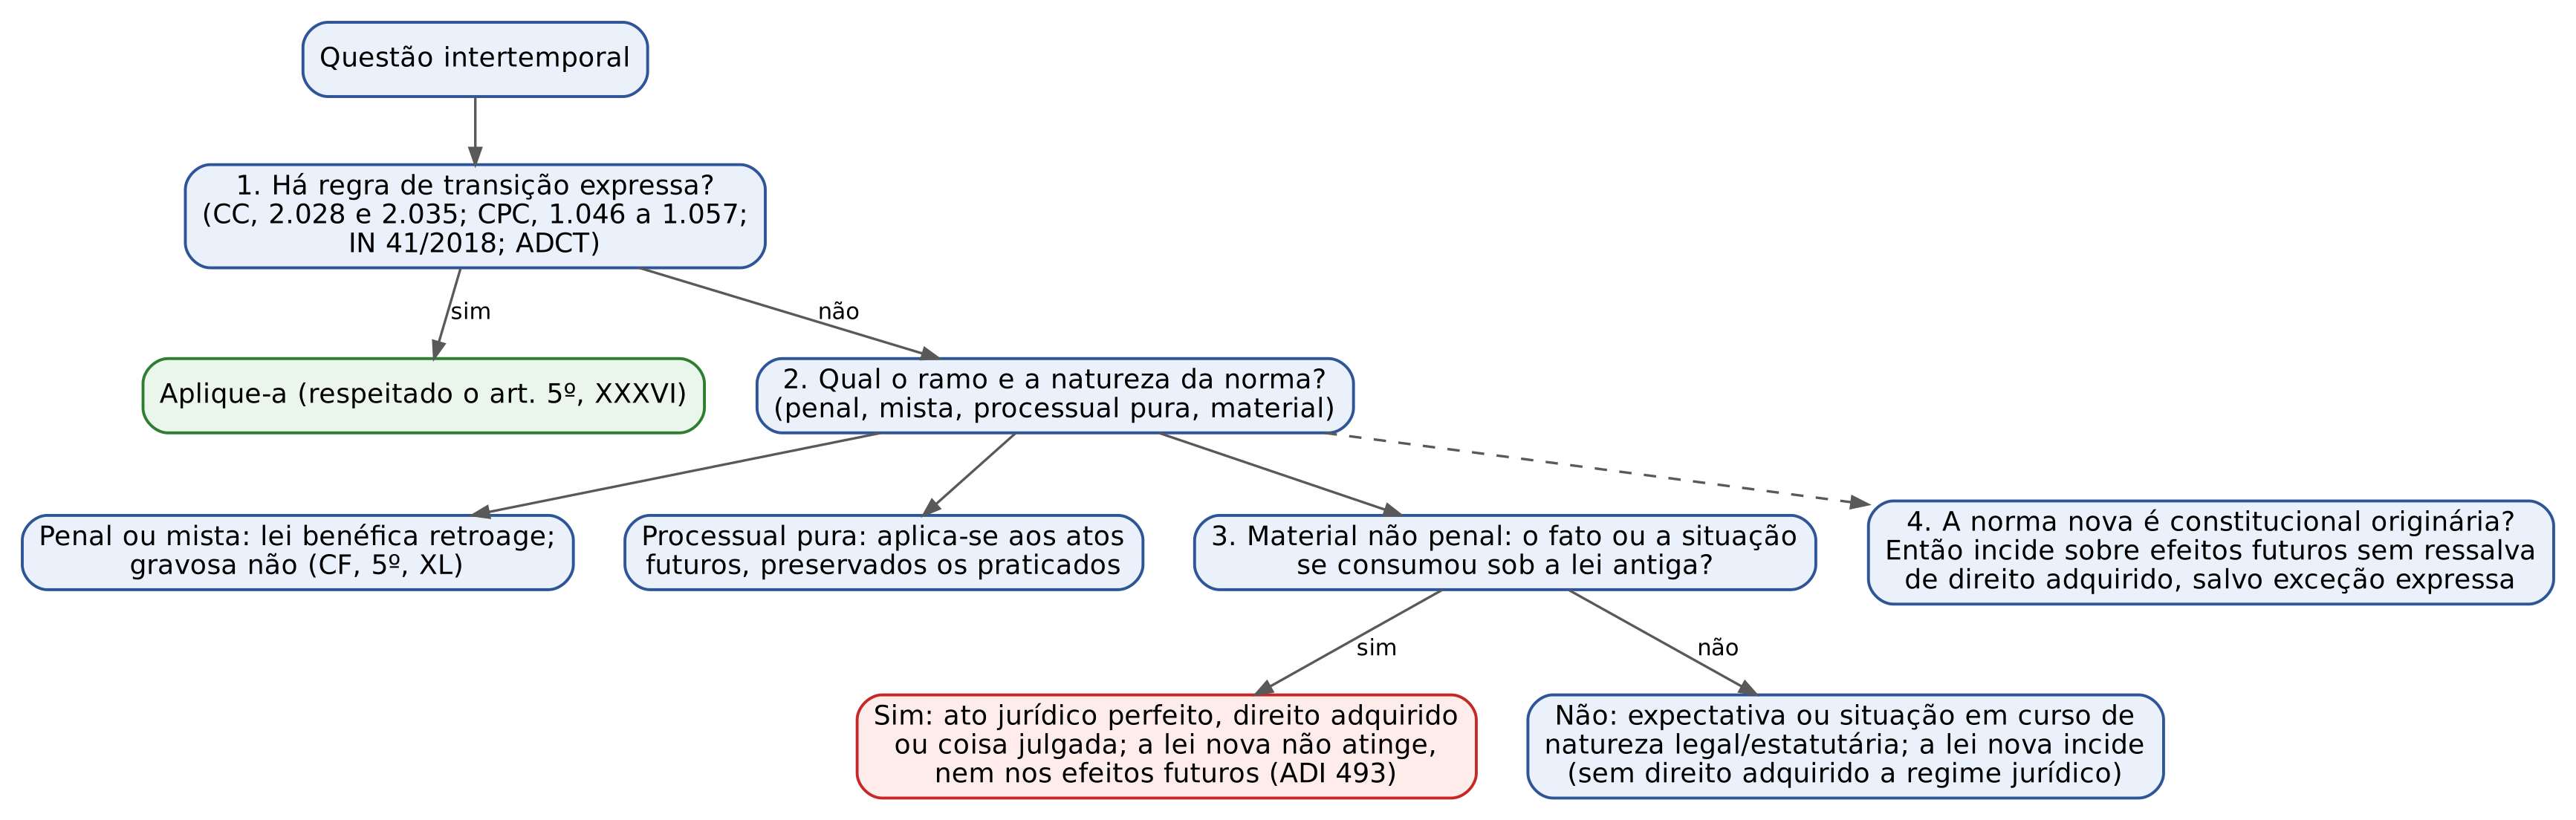 Questão intertemporal
1. Há regra de transição expressa?
(CC, 2.028 e 2.035; CPC, 1.046 a 1.057;
IN 41/2018; ADCT)
sim
não
Aplique-a (respeitado o art. 5º, XXXVI)
2. Qual o ramo e a natureza da norma?
(penal, mista, processual pura, material)
Penal ou mista: lei benéfica retroage;
gravosa não (CF, 5º, XL)
Processual pura: aplica-se aos atos
futuros, preservados os praticados
3. Material não penal: o fato ou a situação
se consumou sob a lei antiga?
4. A norma nova é constitucional originária?
Então incide sobre efeitos futuros sem ressalva
de direito adquirido, salvo exceção expressa
sim
não
Sim: ato jurídico perfeito, direito adquirido
ou coisa julgada; a lei nova não atinge,
nem nos efeitos futuros (ADI 493)
Não: expectativa ou situação em curso de
natureza legal/estatutária; a lei nova incide
(sem direito adquirido a regime jurídico)